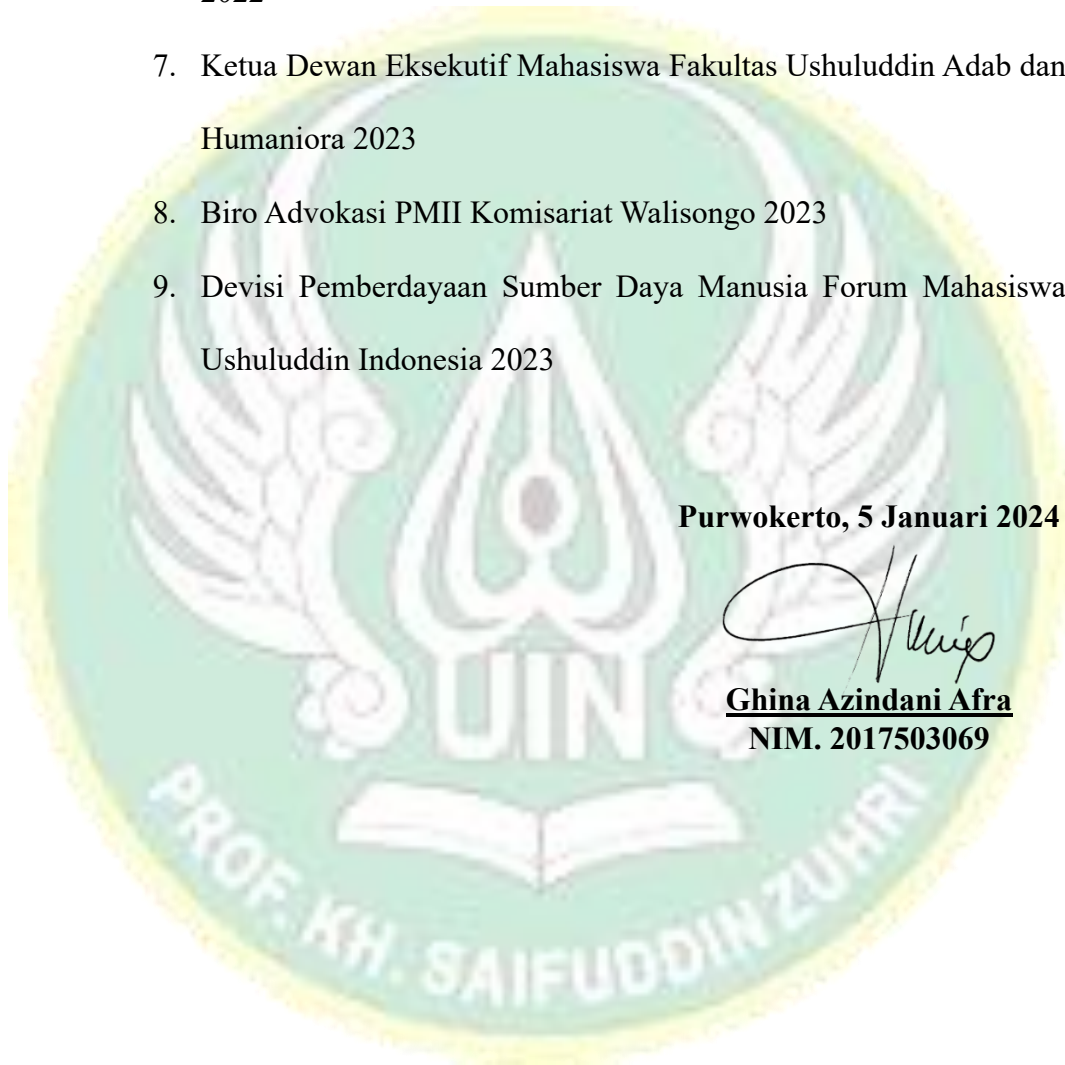 2022
7. Ketua Dewan Eksekutif Mahasiswa Fakultas Ushuluddin Adab dan
Humaniora 2023
8. Biro Advokasi PMII Komisariat Walisongo 2023
9. Devisi Pemberdayaan Sumber Daya Manusia Forum Mahasiswa
Ushuluddin Indonesia 2023
Purwokerto, 5 Januari 2024
Ghina Azindani Afra
NIM. 2017503069
UIN
PROF. KH. SAIFUDDIN ZUHRI